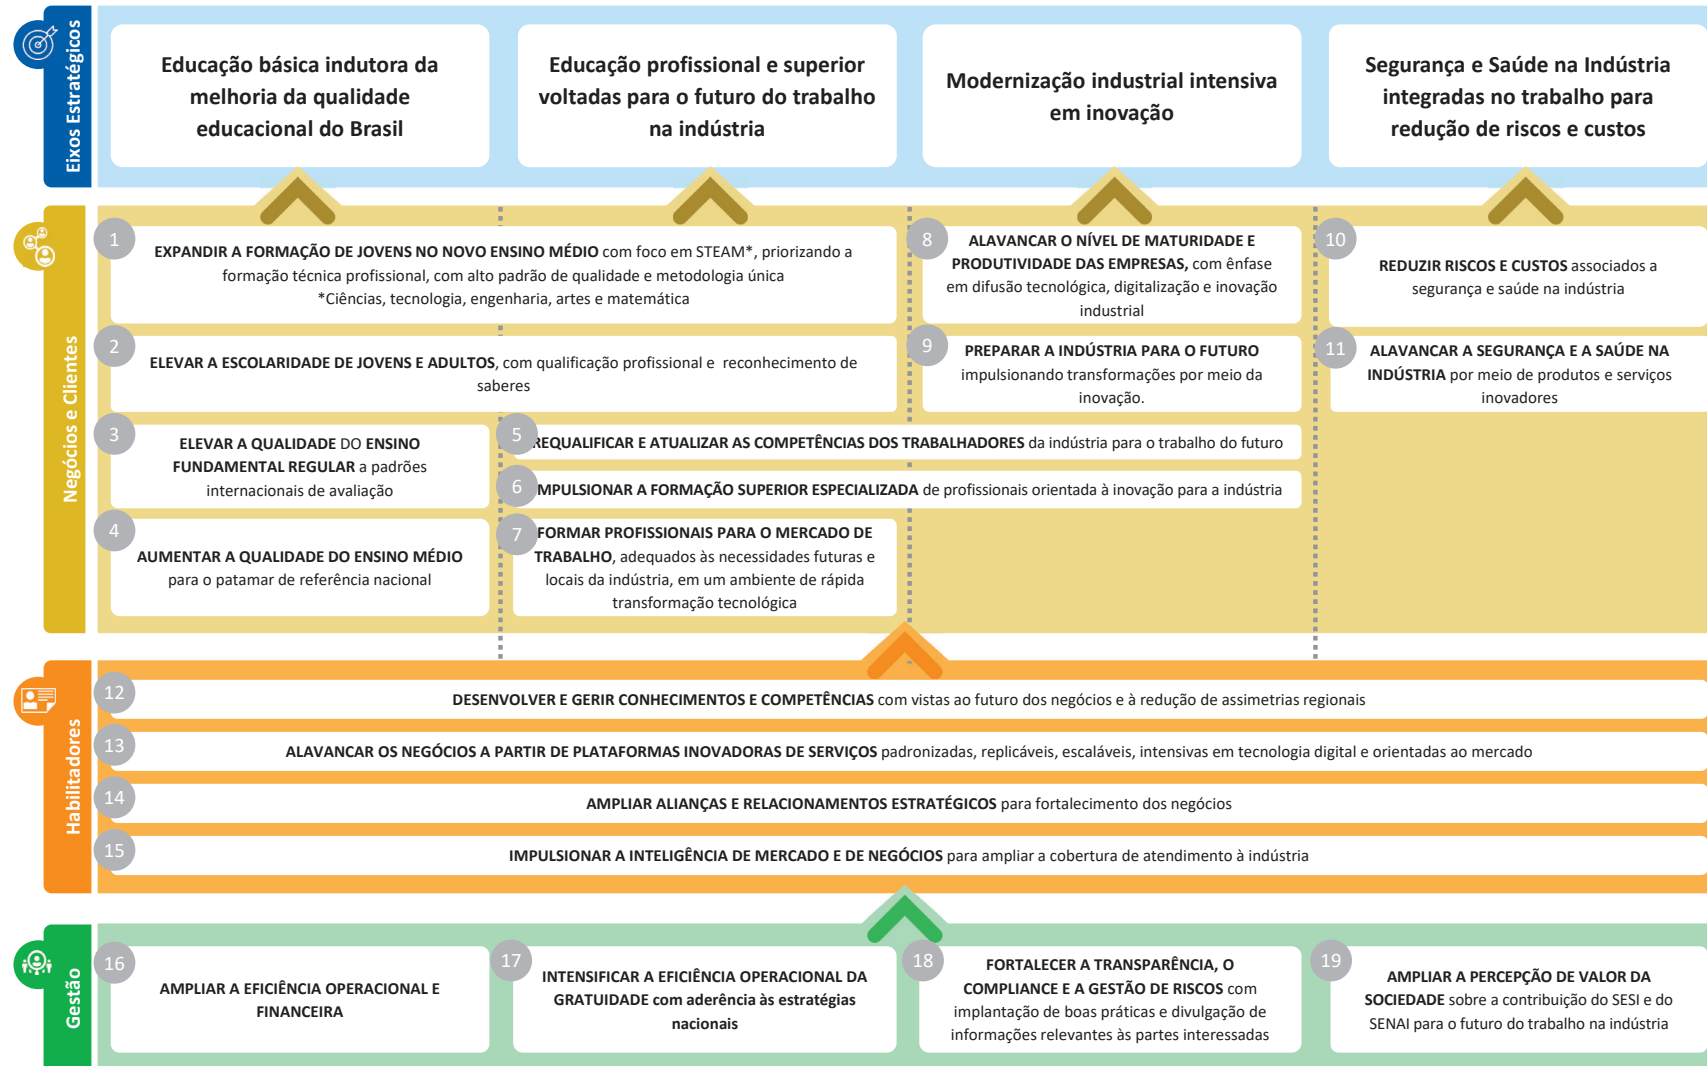 Eixos Estratégicos
Educação básica indutora da
melhoria da qualidade
educacional do Brasil
Educação profissional e superior
voltadas para o futuro do trabalho
na indústria
Modernização industrial intensiva
em inovação
Segurança e Saúde na Indústria
integradas no trabalho para
redução de riscos e custos
Negócios e Clientes
1
EXPANDIR A FORMAÇÃO DE JOVENS NO NOVO ENSINO MÉDIO com foco em STEAM*, priorizando a
formação técnica profissional, com alto padrão de qualidade e metodologia única
*Ciências, tecnologia, engenharia, artes e matemática
2
ELEVAR A ESCOLARIDADE DE JOVENS E ADULTOS, com qualificação profissional e reconhecimento de
saberes
3
ELEVAR A QUALIDADE DO ENSINO
FUNDAMENTAL REGULAR a padrões
internacionais de avaliação
4
AUMENTAR A QUALIDADE DO ENSINO MÉDIO
para o patamar de referência nacional
5
REQUALIFICAR E ATUALIZAR AS COMPETÊNCIAS DOS TRABALHADORES da indústria para o trabalho do futuro
6
IMPULSIONAR A FORMAÇÃO SUPERIOR ESPECIALIZADA de profissionais orientada à inovação para a indústria
7
FORMAR PROFISSIONAIS PARA O MERCADO DE
TRABALHO, adequados às necessidades futuras e
locais da indústria, em um ambiente de rápida
transformação tecnológica
8
ALAVANCAR O NÍVEL DE MATURIDADE E
PRODUTIVIDADE DAS EMPRESAS, com ênfase
em difusão tecnológica, digitalização e inovação
industrial
9
PREPARAR A INDÚSTRIA PARA O FUTURO
impulsionando transformações por meio da
inovação.
10
REDUZIR RISCOS E CUSTOS associados a
segurança e saúde na indústria
11
ALAVANCAR A SEGURANÇA E A SAÚDE NA
INDÚSTRIA por meio de produtos e serviços
inovadores
Habilitadores
12
DESENVOLVER E GERIR CONHECIMENTOS E COMPETÊNCIAS com vistas ao futuro dos negócios e à redução de assimetrias regionais
13
ALAVANCAR OS NEGÓCIOS A PARTIR DE PLATAFORMAS INOVADORAS DE SERVIÇOS padronizadas, replicáveis, escaláveis, intensivas em tecnologia digital e orientadas ao mercado
14
AMPLIAR ALIANÇAS E RELACIONAMENTOS ESTRATÉGICOS para fortalecimento dos negócios
15
IMPULSIONAR A INTELIGÊNCIA DE MERCADO E DE NEGÓCIOS para ampliar a cobertura de atendimento à indústria
Gestão
16
AMPLIAR A EFICIÊNCIA OPERACIONAL E
FINANCEIRA
17
INTENSIFICAR A EFICIÊNCIA OPERACIONAL DA
GRATUIDADE com aderência às estratégias
nacionais
18
FORTALECER A TRANSPARÊNCIA, O
COMPLIANCE E A GESTÃO DE RISCOS com
implantação de boas práticas e divulgação de
informações relevantes às partes interessadas
19
AMPLIAR A PERCEPÇÃO DE VALOR DA
SOCIEDADE sobre a contribuição do SESI e do
SENAI para o futuro do trabalho na indústria